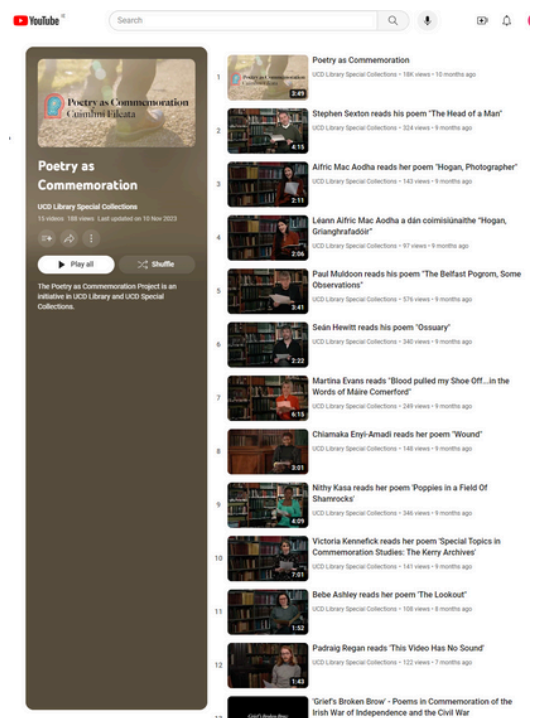 YouTube
Search
Poetry as Commemoration
Cuimhní Fileata
Poetry as
Commemoration
UCD Library Special Collections
15 videos 188 views Last updated on 10 Nov 2023
Play all
Shuffle
The Poetry as Commemoration Project is an
initiative in UCD Library and UCD Special
Collections.
1
3:49
Poetry as Commemoration
UCD Library Special Collections • 18K views • 10 months ago
2
4:15
Stephen Sexton reads his poem "The Head of a Man"
UCD Library Special Collections • 324 views • 9 months ago
3
2:11
Aifric Mac Aodha reads her poem "Hogan, Photographer"
UCD Library Special Collections • 143 views • 9 months ago
4
2:06
Léann Aifric Mac Aodha a dán coimisiúnaithe "Hogan,
Grianghrafadóir"
UCD Library Special Collections • 97 views • 9 months ago
5
3:41
Paul Muldoon reads his poem "The Belfast Pogrom, Some
Observations"
UCD Library Special Collections • 576 views • 9 months ago
6
2:22
Seán Hewitt reads his poem "Ossuary"
UCD Library Special Collections • 340 views • 9 months ago
7
6:15
Martina Evans reads "Blood pulled my Shoe Off...in the
Words of Máire Comerford"
UCD Library Special Collections • 249 views • 9 months ago
8
3:01
Chiamaka Enyi-Amadi reads her poem "Wound"
UCD Library Special Collections • 148 views • 9 months ago
9
4:09
Nithy Kasa reads her poem 'Poppies in a Field Of
Shamrocks'
UCD Library Special Collections • 346 views • 9 months ago
10
7:01
Victoria Kennefick reads her poem 'Special Topics in
Commemoration Studies: The Kerry Archives'
UCD Library Special Collections • 141 views • 9 months ago
11
1:52
Bebe Ashley reads her poem 'The Lookout"
UCD Library Special Collections • 108 views • 8 months ago
12
1:43
Padraig Regan reads 'This Video Has No Sound'
UCD Library Special Collections • 122 views • 7 months ago
'Grief's Broken Brow' - Poems in Commemoration of the
Irish War of Independence and the Civil War